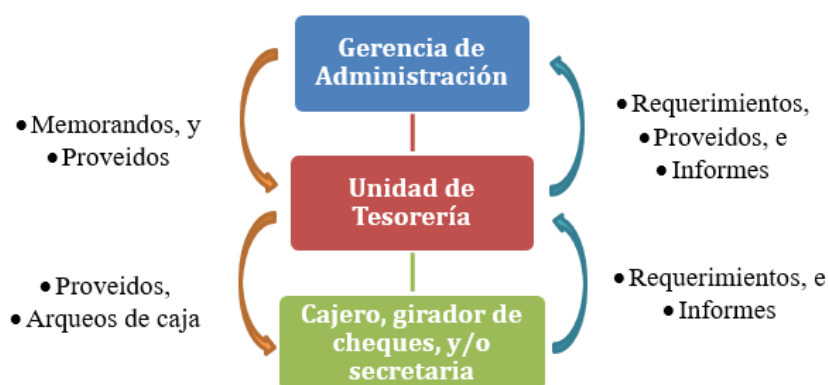 Gerencia de
Administración
• Memorandos, y
• Proveidos
• Requerimientos,
• Proveidos, e
• Informes
Unidad de
Tesorería
• Proveidos,
• Arqueos de caja
• Requerimientos, e
• Informes
Cajero, girador de
cheques, y/o
secretaria